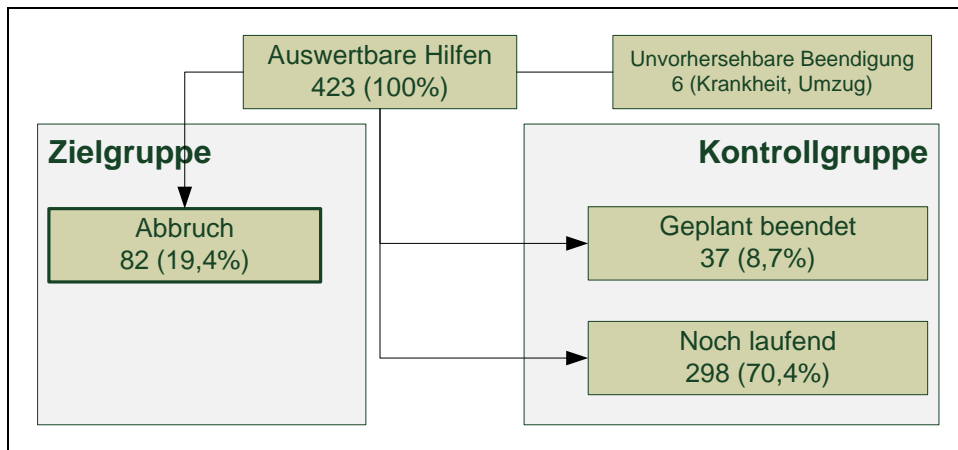 Auswertbare Hilfen
423 (100%)
Unvorhersehbare Beendigung
6 (Krankheit, Umzug)
Zielgruppe
Abbruch
82 (19,4%)
Kontrollgruppe
Geplant beendet
37 (8,7%)
Noch laufend
298 (70,4%)